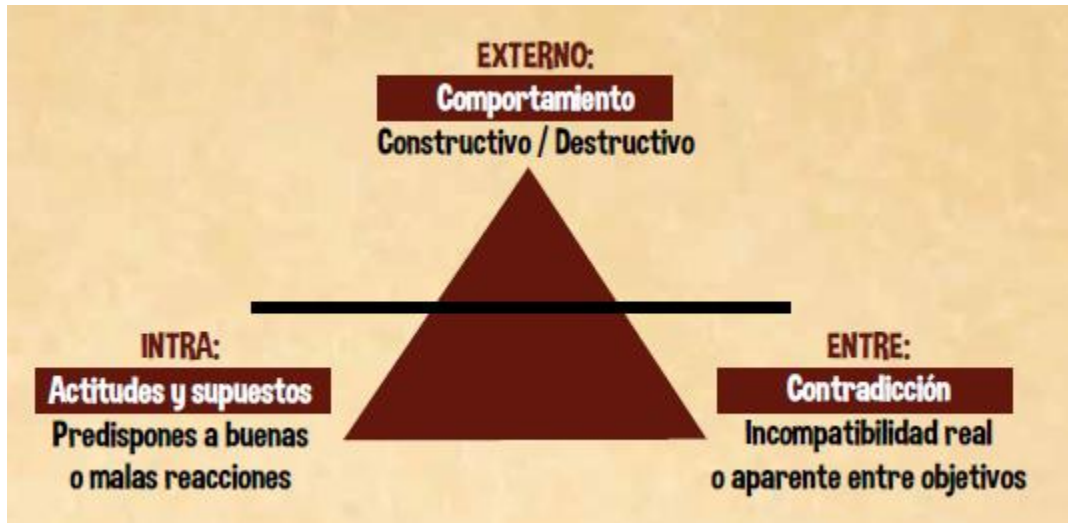 EXTERNO:
Comportamiento
Constructivo / Destructivo
INTRA:
Actitudes y supuestos
Predispones a buenas
o malas reacciones
ENTRE:
Contradicción
Incompatibilidad real
o aparente entre objetivos